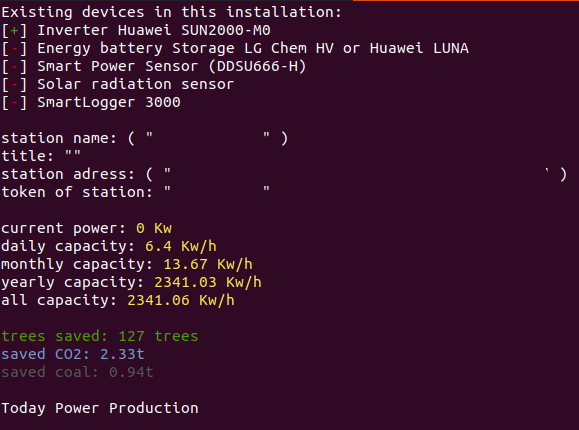 Existing devices in this installation:
[+] Inverter Huawei SUN2000-M0
[-] Energy battery Storage LG Chem HV or Huawei LUNA
[-] Smart Power Sensor (DDSU666-H)
[-] Solar radiation sensor
[-] SmartLogger 3000
station name: ( " " )
title: ""
station adress: ( " )
token of station: " "
current power: 0 Kw
daily capacity: 6.4 Kw/h
monthly capacity: 13.67 Kw/h
yearly capacity: 2341.03 Kw/h
all capacity: 2341.06 Kw/h
trees saved: 127 trees
saved CO2: 2.33t
saved coal: 0.94t
Today Power Production